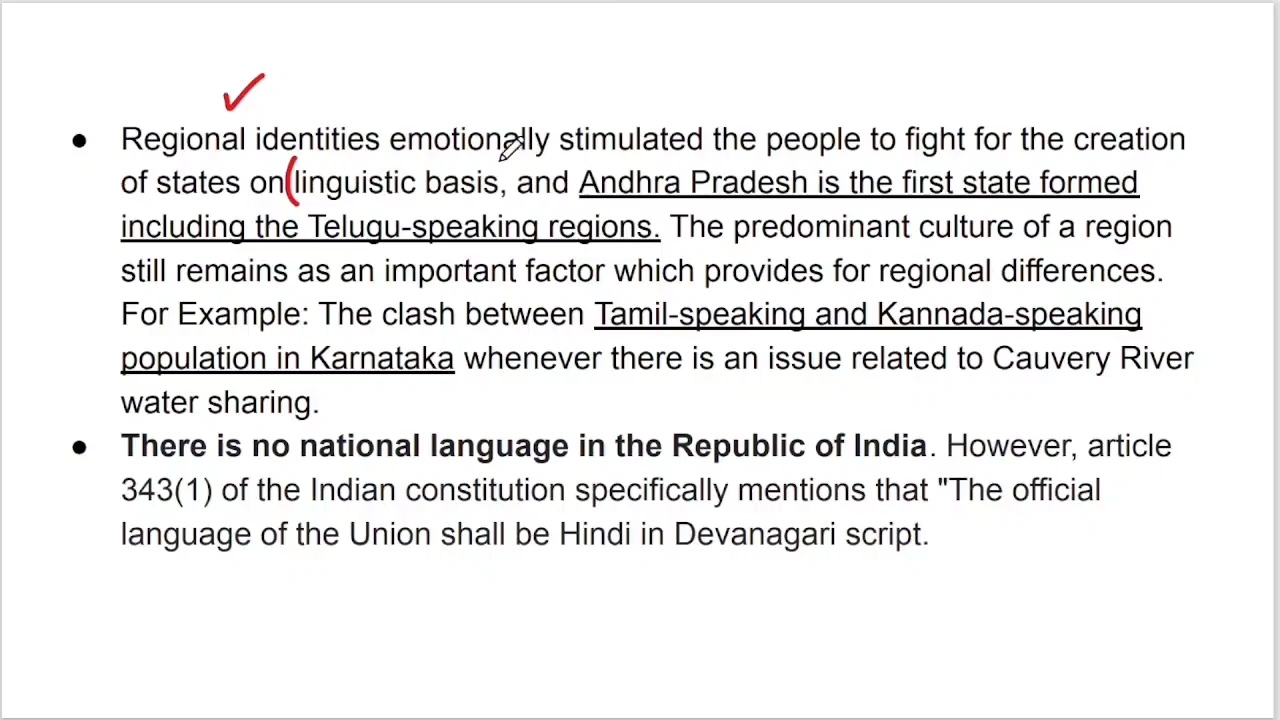 ● Regional identities emotionally stimulated the people to fight for the creation
of states on linguistic basis, and Andhra Pradesh is the first state formed
including the Telugu-speaking regions. The predominant culture of a region
still remains as an important factor which provides for regional differences.
For Example: The clash between Tamil-speaking and Kannada-speaking
population in Karnataka whenever there is an issue related to Cauvery River
water sharing.
● There is no national language in the Republic of India. However, article
343(1) of the Indian constitution specifically mentions that "The official
language of the Union shall be Hindi in Devanagari script.